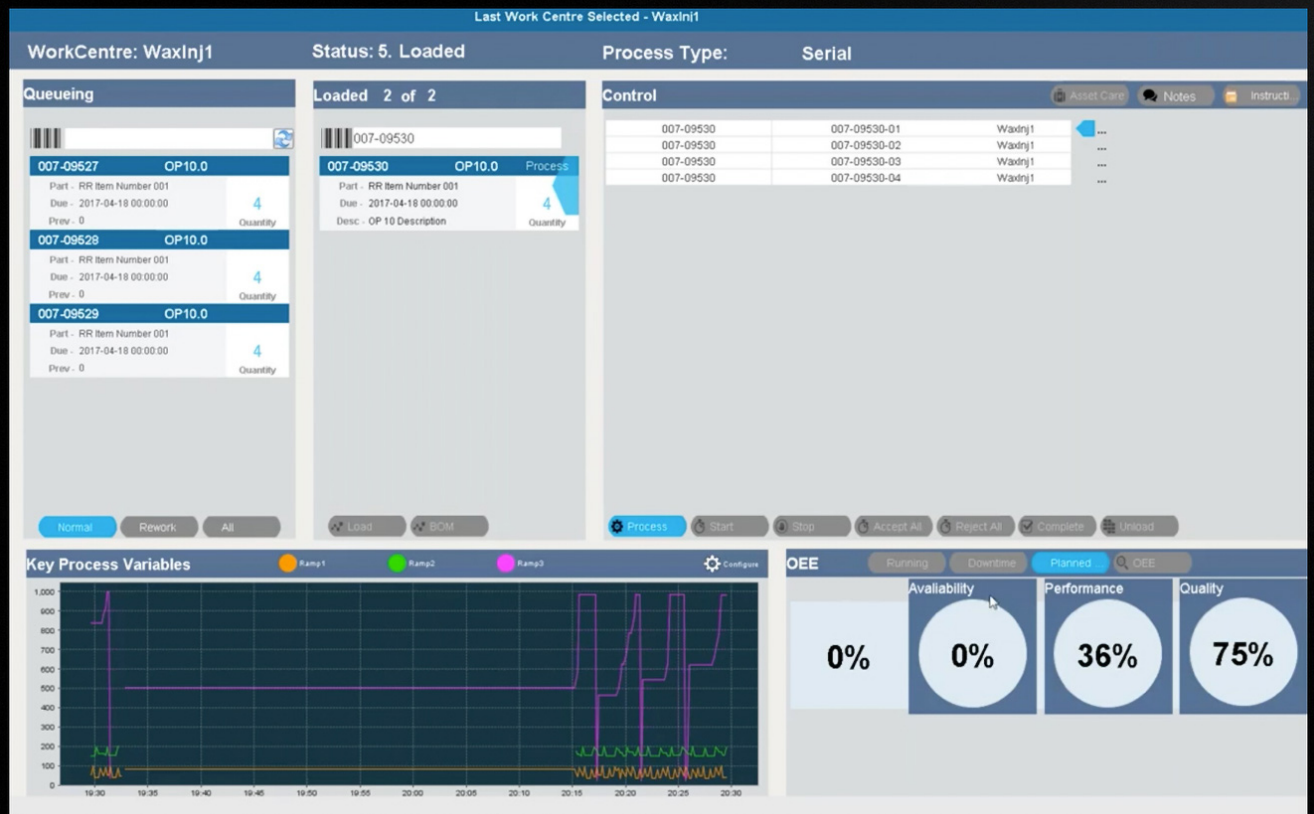 Last Work Centre Selected - WaxInj1
WorkCentre: WaxInj1
Status: 5. Loaded
Process Type:
Serial
Queueing
007-09527 OP10.0
Part - RR Item Number 001
Due - 2017-04-18 00:00:00
Prev - 0
4
Quantity
007-09528 OP10.0
Part - RR Item Number 001
Due - 2017-04-18 00:00:00
Prev - 0
4
Quantity
007-09529 OP10.0
Part - RR Item Number 001
Due - 2017-04-18 00:00:00
Prev - 0
4
Quantity
Normal Rework All
Loaded 2 of 2
007-09530
007-09530 OP10.0 Process
Part - RR Item Number 001
Due - 2017-04-18 00:00:00
Desc - OP 10 Description
4
Quantity
Load BOM
Control
Asset Care Notes Instructi...
007-09530 007-09530-01 WaxInj1 ...
007-09530 007-09530-02 WaxInj1 ...
007-09530 007-09530-03 WaxInj1 ...
007-09530 007-09530-04 WaxInj1 ...
Process Start Stop Accept All Reject All Complete Unload
Key Process Variables
Ramp1 Ramp2 Ramp3 Configure
1,000
900
800
700
600
500
400
300
200
100
0
19:30 19:35 19:40 19:45 19:50 19:55 20:00 20:05 20:10 20:15 20:20 20:25 20:30
OEE
Running Downtime Planned ... OEE
Avaliability Performance Quality
0% 0% 36% 75%